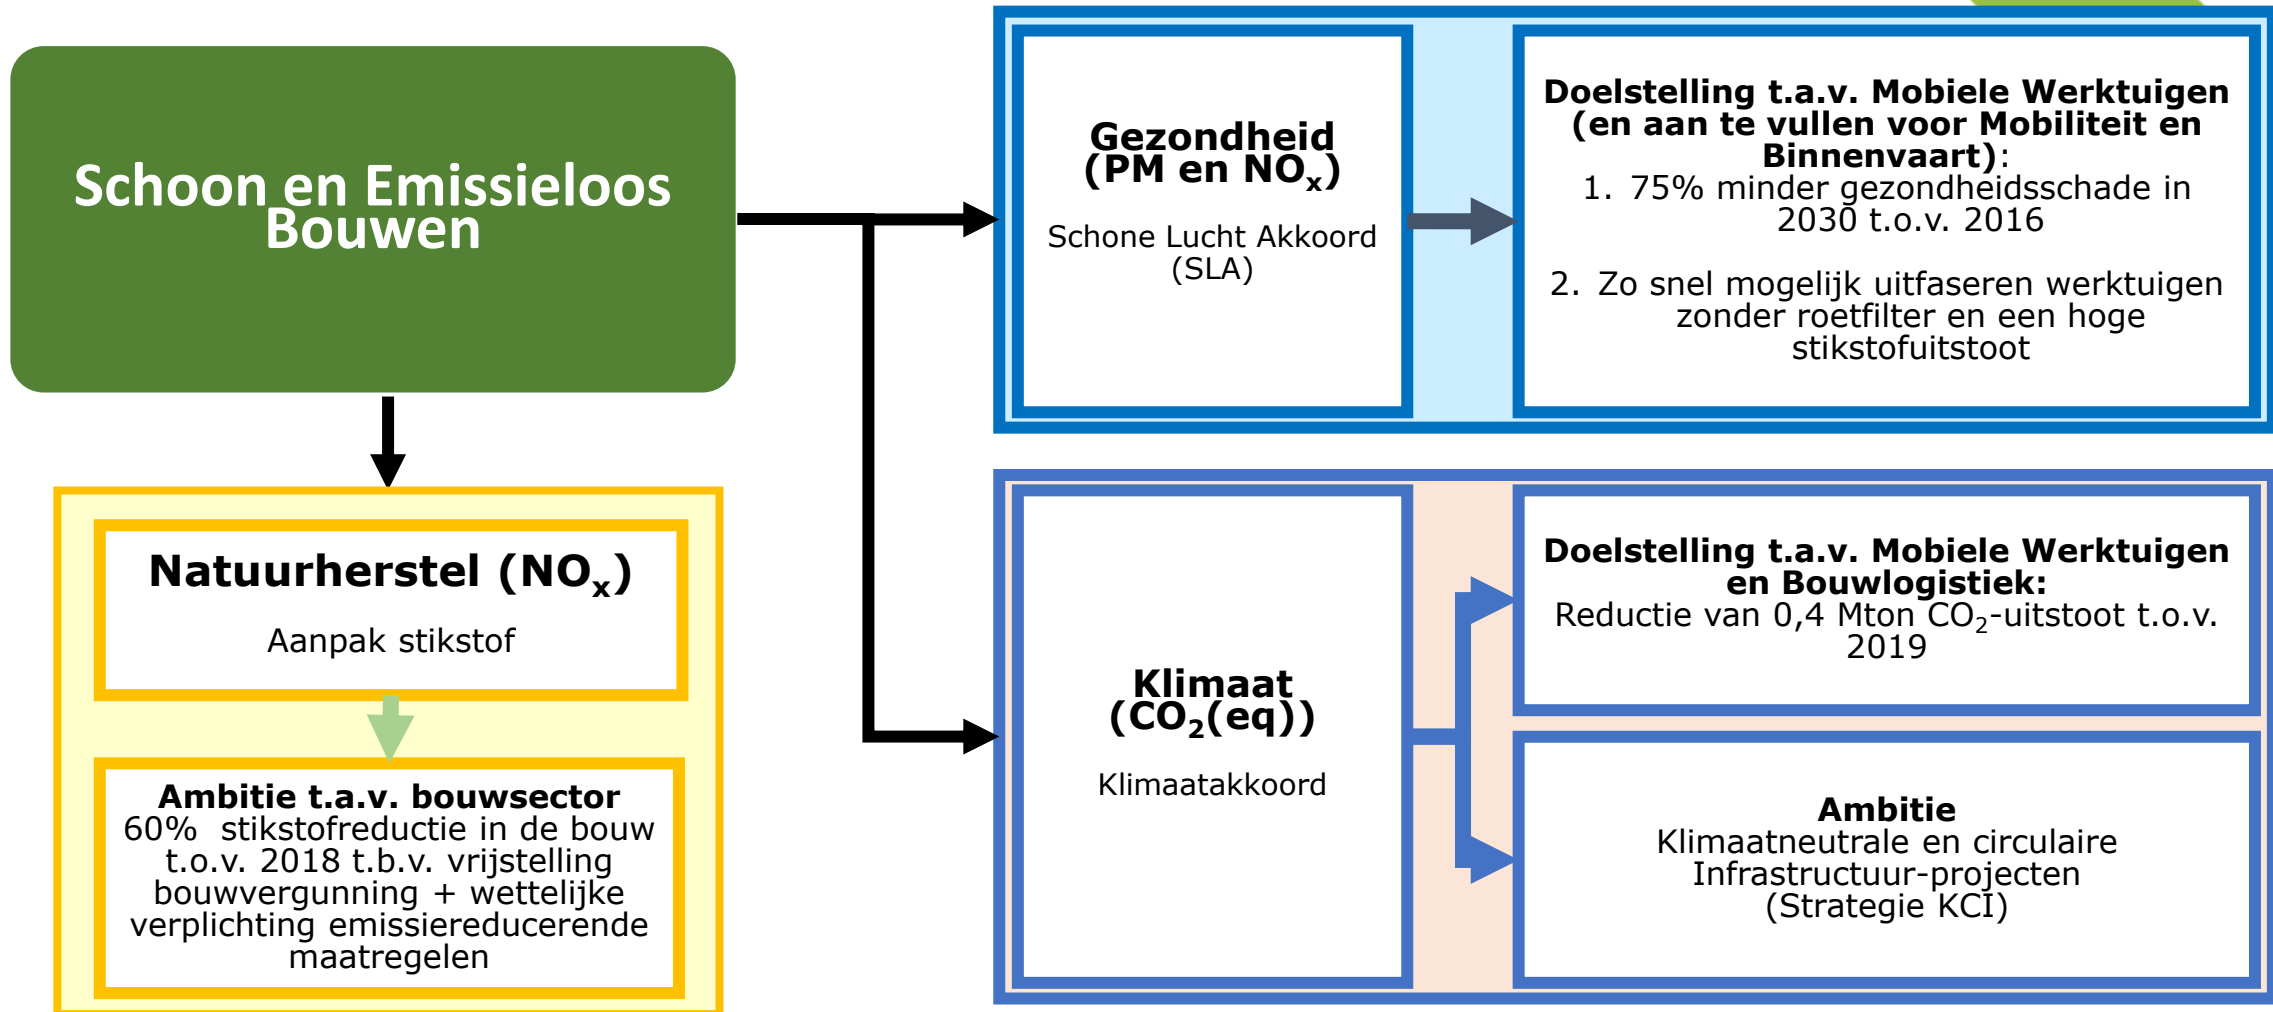 Schoon en Emissieloos
Bouwen
Gezondheid
(PM en NOₓ)
Schone Lucht Akkoord
(SLA)
Doelstelling t.a.v. Mobiele Werktuigen
(en aan te vullen voor Mobiliteit en
Binnenvaart):
1. 75% minder gezondheidsschade in
2030 t.o.v. 2016
2. Zo snel mogelijk uitfaseren werktuigen
zonder roetfilter en een hoge
stikstofuitstoot
Natuurherstel (NOₓ)
Aanpak stikstof
Ambitie t.a.v. bouwsector
60% stikstofreductie in de bouw
t.o.v. 2018 t.b.v. vrijstelling
bouwvergunning + wettelijke
verplichting emissiereducerende
maatregelen
Klimaat
(CO₂(eq))
Klimaatakkoord
Doelstelling t.a.v. Mobiele Werktuigen
en Bouwlogistiek:
Reductie van 0,4 Mton CO₂-uitstoot t.o.v.
2019
Ambitie
Klimaatneutrale en circulaire
Infrastructuur-projecten
(Strategie KCI)